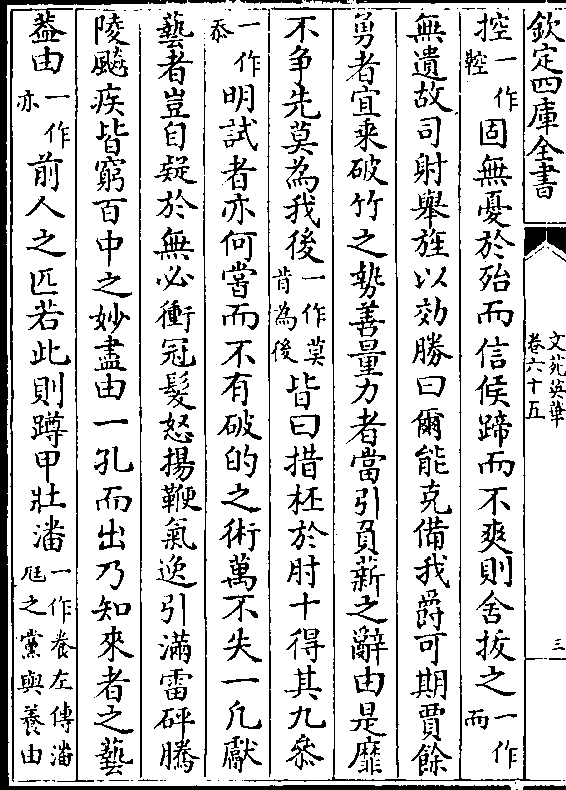 欽定四庫全書
文苑英華
卷六十五
三
控一作鞚固無憂於殆而信候蹄而不爽則舍拔之一作而
無遺故司射舉旌以効勝曰爾能克備我爵可期賈餘
勇者宜乘破竹之勢善量力者當引負薪之辭由是靡
不争先莫為我後一作莫肯為後皆曰措杯於肘十得其九叅
一作忝明試者亦何嘗而不有破的之術萬不失一凡獻
藝者豈自疑於無必衝冠髮怒揚鞭氣逸引滿雷砰騰
陵飈疾皆窮百中之妙盡由一孔而出乃知來者之藝
葢由一作亦前人之匹若此則蹲甲壯潘一作養左傳潘尫之黨與養由